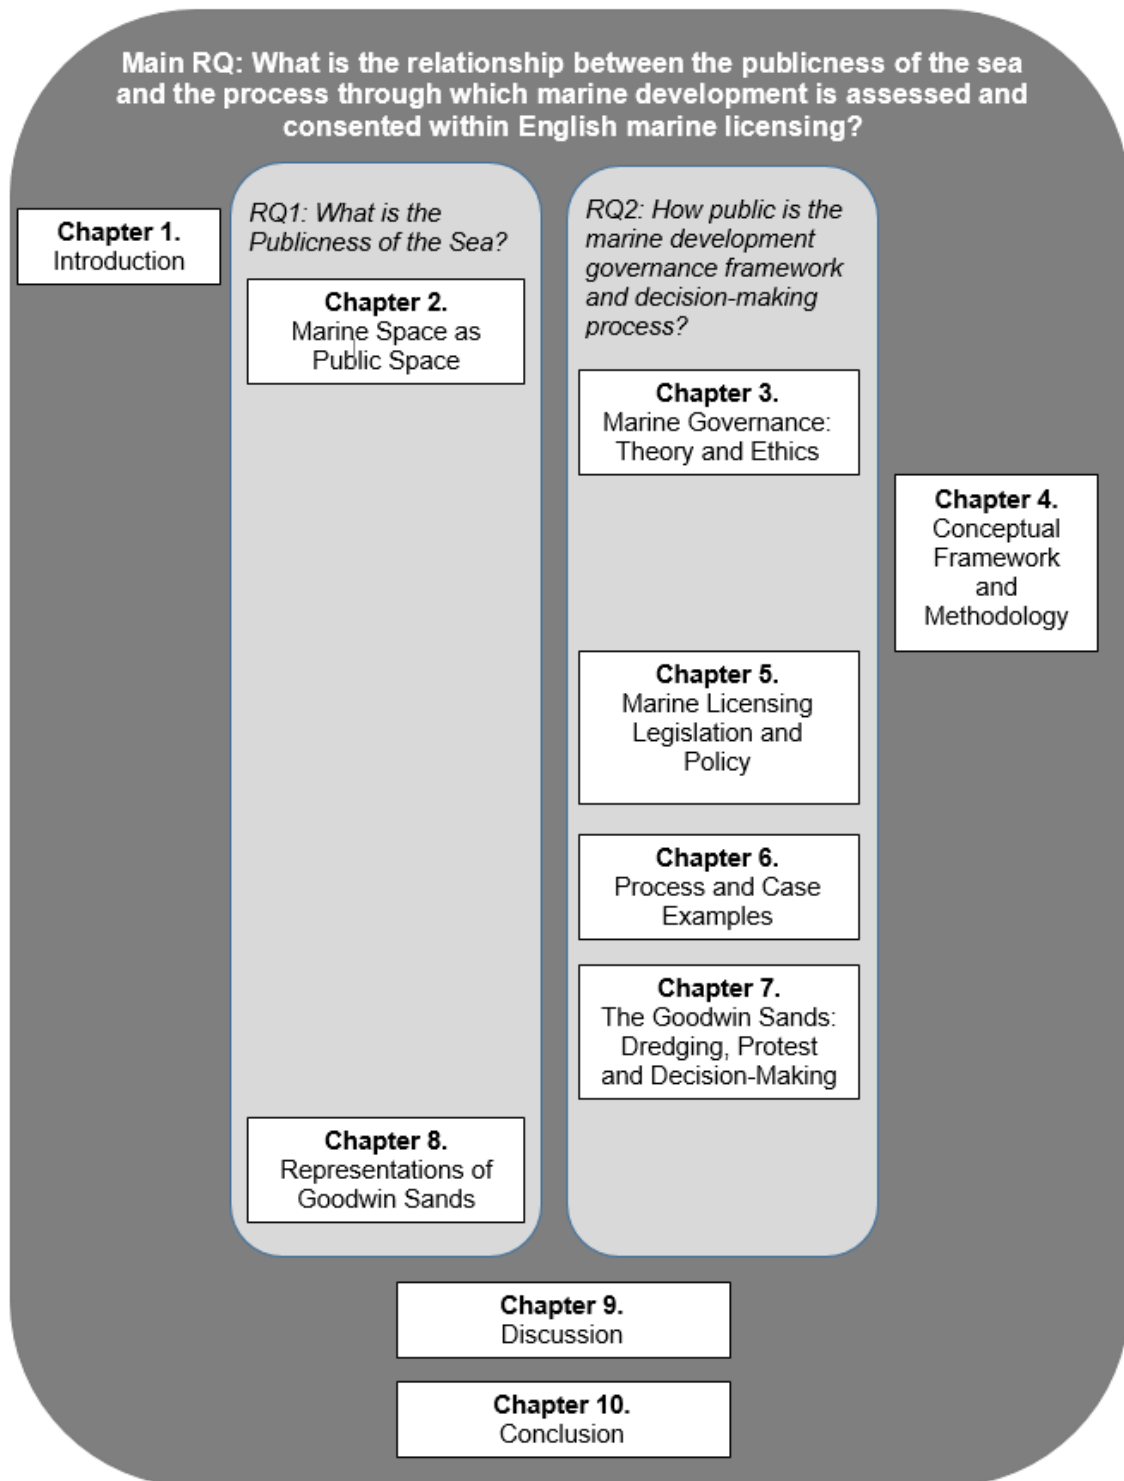 Main RQ: What is the relationship between the publicness of the sea
and the process through which marine development is assessed and
consented within English marine licensing?
Chapter 1.
Introduction
RQ1: What is the
Publicness of the Sea?
Chapter 2.
Marine Space as
Public Space
RQ2: How public is the
marine development
governance framework
and decision-making
process?
Chapter 3.
Marine Governance:
Theory and Ethics
Chapter 4.
Conceptual
Framework
and
Methodology
Chapter 5.
Marine Licensing
Legislation and
Policy
Chapter 6.
Process and Case
Examples
Chapter 7.
The Goodwin Sands:
Dredging, Protest
and Decision-Making
Chapter 8.
Representations of
Goodwin Sands
Chapter 9.
Discussion
Chapter 10.
Conclusion